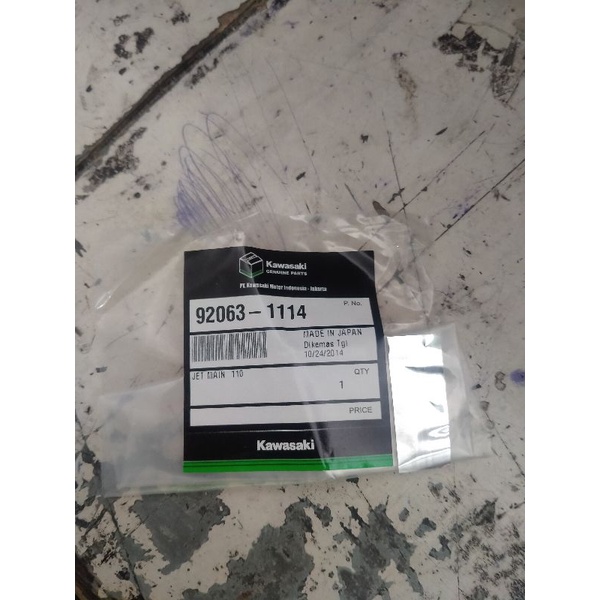 Kawasaki
GENUINE PARTS
PT. Kawasaki Motor Indonesia - Jakarta
P. No.
92063-1114
MADE IN JAPAN
Dikemas Tgl
10/24/2014
JET MAIN 110
QTY
1
PRICE
Kawasaki